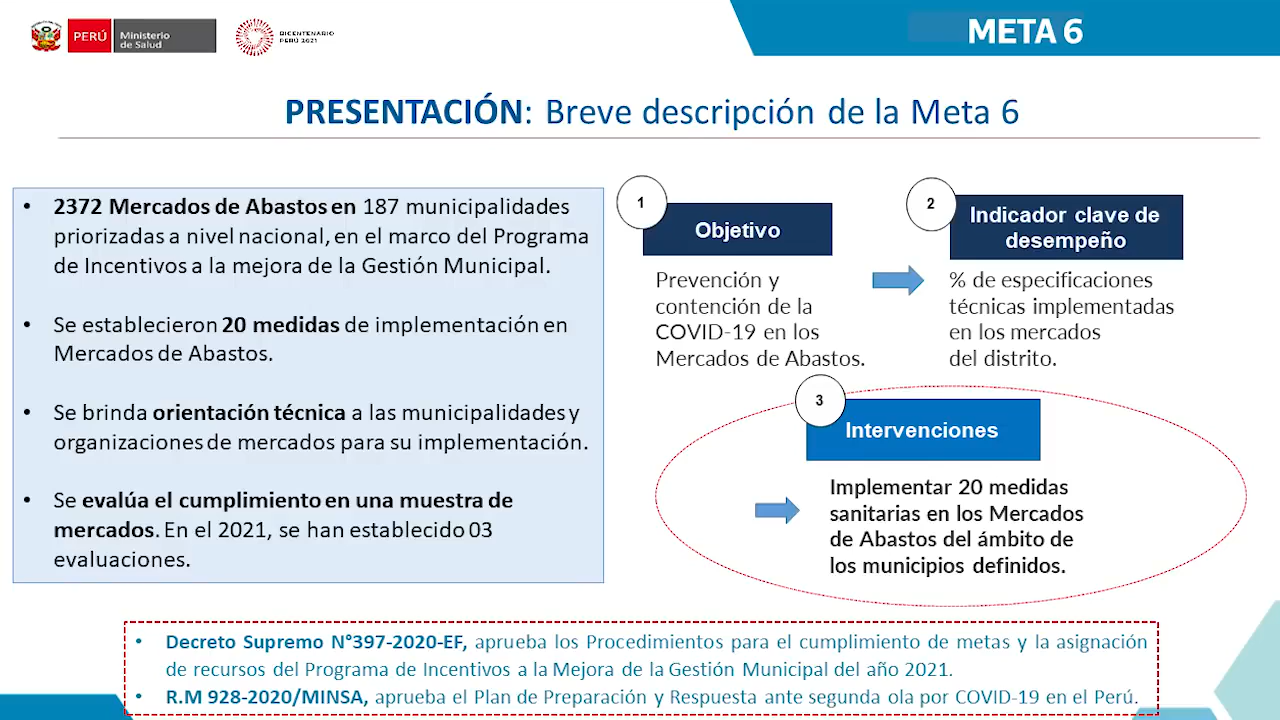 PERÚ
Ministerio
de Salud
BICENTENARIO
PERÚ 2021
META 6
PRESENTACIÓN: Breve descripción de la Meta 6
• 2372 Mercados de Abastos en 187 municipalidades
priorizadas a nivel nacional, en el marco del Programa
de Incentivos a la mejora de la Gestión Municipal.
• Se establecieron 20 medidas de implementación en
Mercados de Abastos.
• Se brinda orientación técnica a las municipalidades y
organizaciones de mercados para su implementación.
• Se evalúa el cumplimiento en una muestra de
mercados. En el 2021, se han establecido 03
evaluaciones.
1
Objetivo
Prevención y
contención de la
COVID-19 en los
Mercados de Abastos.
2
Indicador clave de
desempeño
% de especificaciones
técnicas implementadas
en los mercados
del distrito.
3
Intervenciones
Implementar 20 medidas
sanitarias en los Mercados
de Abastos del ámbito de
los municipios definidos.
• Decreto Supremo N°397-2020-EF, aprueba los Procedimientos para el cumplimiento de metas y la asignación
de recursos del Programa de Incentivos a la Mejora de la Gestión Municipal del año 2021.
• R.M 928-2020/MINSA, aprueba el Plan de Preparación y Respuesta ante segunda ola por COVID-19 en el Perú.